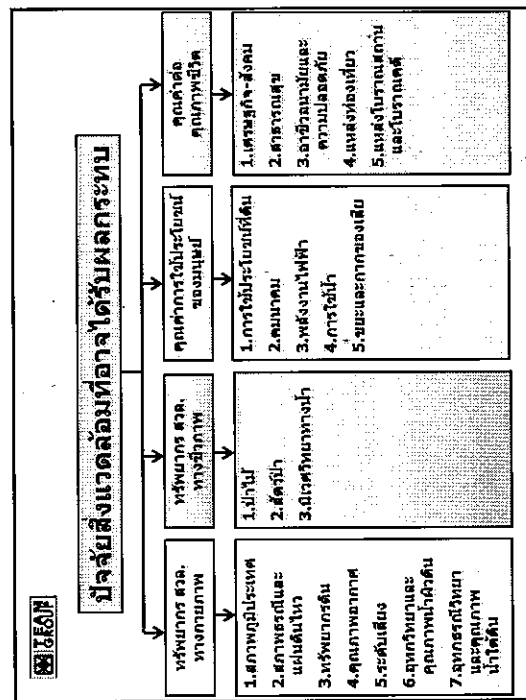 TEAM
GROUP
ปัจจัยสิ่งแวดล้อมที่อาจได้รับผลกระทบ
ทรัพยากร สวล.
ทางกายภาพ
1.สภาพภูมิประเทศ
2.สภาพธรณีและ
แผ่นดินไหว
3.ทรัพยากรดิน
4.คุณภาพอากาศ
5.ระดับเสียง
6.อุทกวิทยาและ
คุณภาพน้ำผิวดิน
7.อุทกธรณีวิทยา
และคุณภาพ
น้ำใต้ดิน
ทรัพยากร สวล.
ทางชีวภาพ
1.ป่าไม้
2.สัตว์ป่า
3.นิเวศวิทยาทางน้ำ
คุณค่าการใช้ประโยชน์
ของมนุษย์
1.การใช้ประโยชน์ที่ดิน
2.คมนาคม
3.พลังงานไฟฟ้า
4.การใช้น้ำ
5.ขยะและกากของเสีย
คุณค่าต่อ
คุณภาพชีวิต
1.เศรษฐกิจ-สังคม
2.สาธารณสุข
3.อาชีวอนามัยและ
ความปลอดภัย
4.แหล่งท่องเที่ยว
5.แหล่งโบราณสถาน
และโบราณคดี